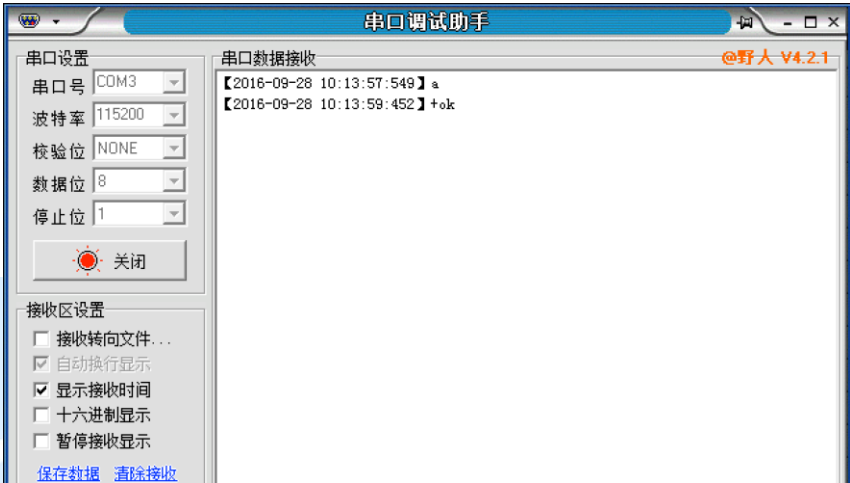 串口调试助手
串口设置
串口号 COM3
波特率 115200
校验位 NONE
数据位 8
停止位 1
关闭
接收区设置
接收转向文件...
自动换行显示
显示接收时间
十六进制显示
暂停接收显示
保存数据 清除接收
串口数据接收
@野人 V4.2.1
【2016-09-28 10:13:57:549】a
【2016-09-28 10:13:59:452】+ok